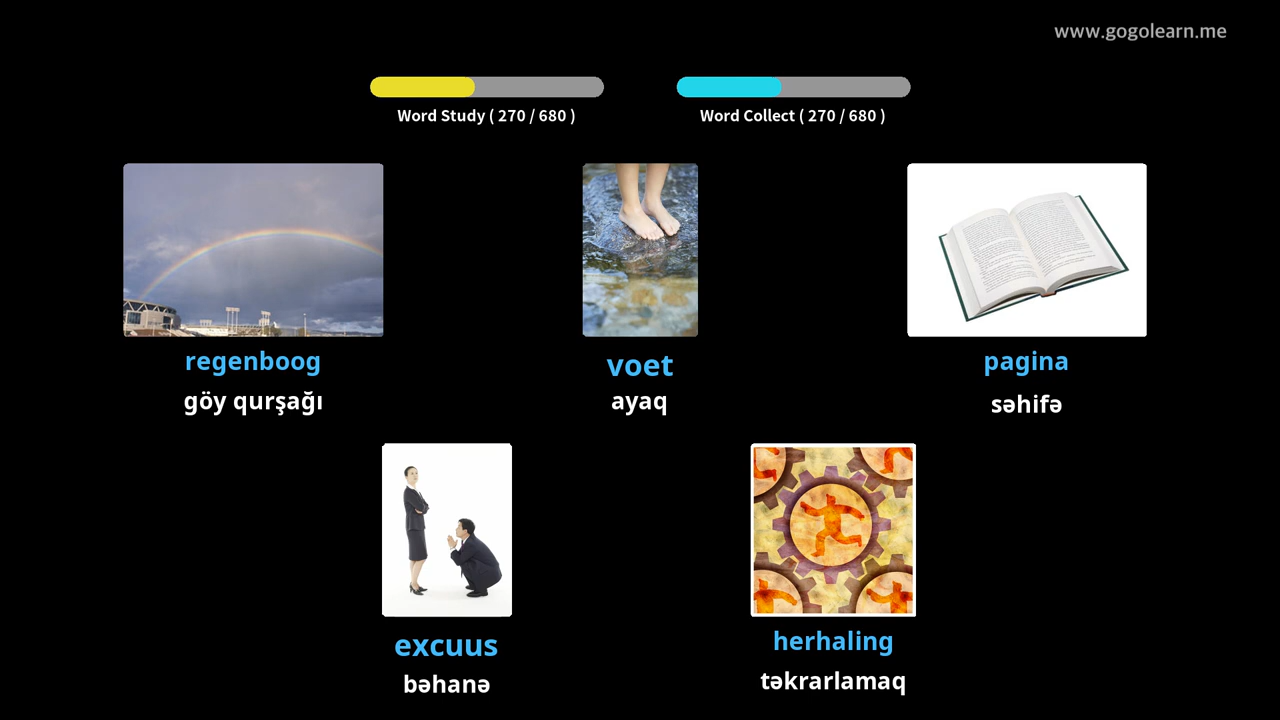 www.gogolearn.me
Word Study ( 270 / 680 )
Word Collect ( 270 / 680 )
regenboog
göy qurşağı
voet
ayaq
pagina
səhifə
excuus
bəhanə
herhaling
təkrarlamaq